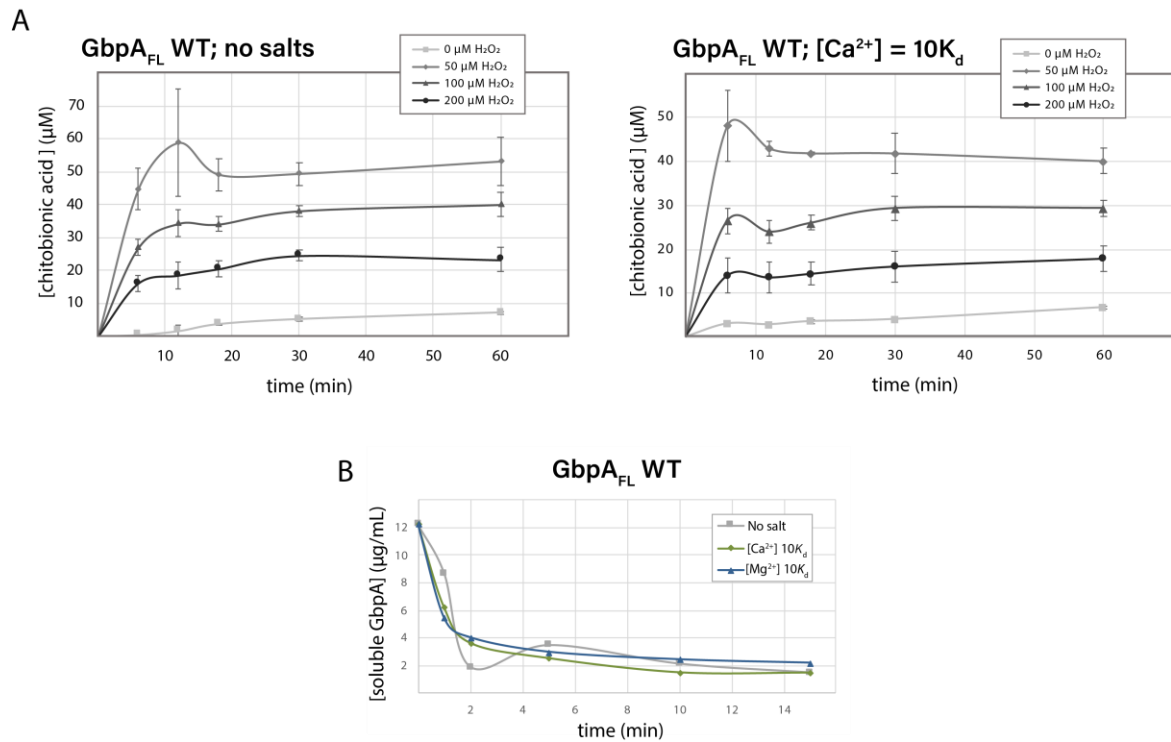 A
GbpA_FL WT; no salts
0 µM H₂O₂
50 µM H₂O₂
100 µM H₂O₂
200 µM H₂O₂
[chitobionic acid ] (µM)
70
60
50
40
30
20
10
10 20 30 40 50 60
time (min)
GbpA_FL WT; [Ca²⁺] = 10K_d
0 µM H₂O₂
50 µM H₂O₂
100 µM H₂O₂
200 µM H₂O₂
[chitobionic acid ] (µM)
50
40
30
20
10
10 20 30 40 50 60
time (min)
B
GbpA_FL WT
No salt
[Ca²⁺] 10K_d
[Mg²⁺] 10K_d
[soluble GbpA] (µg/mL)
12
10
8
6
4
2
2 4 6 8 10 12 14
time (min)